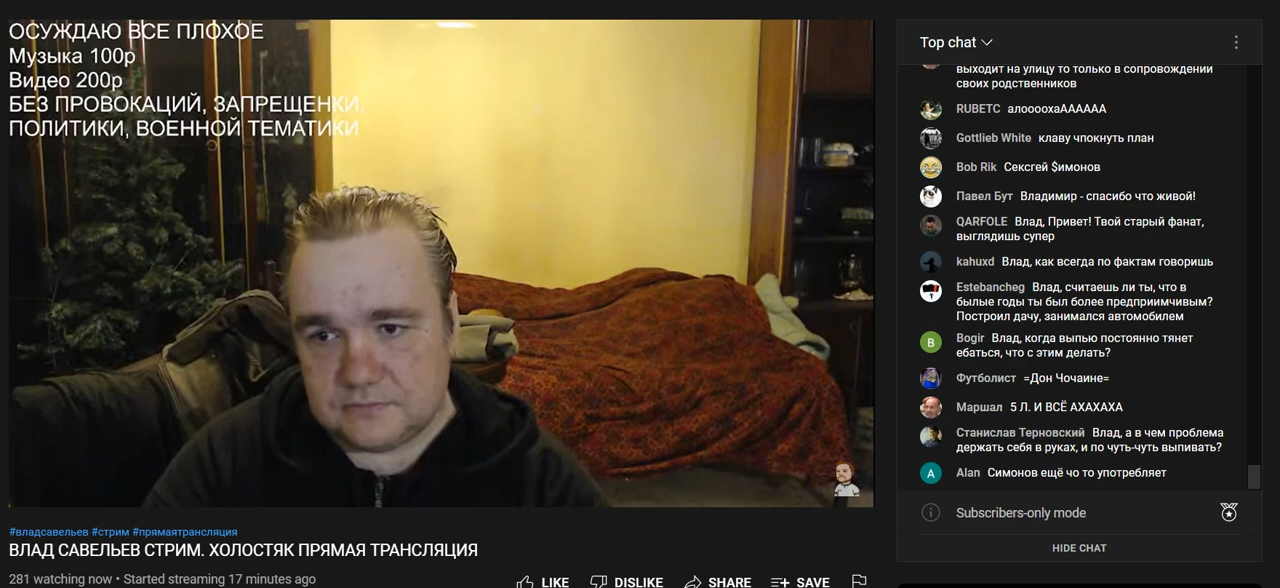 ОСУЖДАЮ ВСЕ ПЛОХОЕ
Музыка 100р
Видео 200р
БЕЗ ПРОВОКАЦИЙ, ЗАПРЕЩЕНКИ,
ПОЛИТИКИ, ВОЕННОЙ ТЕМАТИКИ
#владсавельев #стрим #прямаятрансляция
ВЛАД САВЕЛЬЕВ СТРИМ. ХОЛОСТЯК ПРЯМАЯ ТРАНСЛЯЦИЯ
281 watching now • Started streaming 17 minutes ago
LIKE
DISLIKE
SHARE
SAVE
Top chat
выходит на улицу то только в сопровождении
своих родственников
RUBETC алоооохаАААААА
Gottlieb White клаву чпокнуть план
Bob Rik Сексгей $имонов
Павел Бут Владимир - спасибо что живой!
QARFOLE Влад, Привет! Твой старый фанат,
выглядишь супер
kahuxd Влад, как всегда по фактам говоришь
Estebancheg Влад, считаешь ли ты, что в
былые годы ты был более предприимчивым?
Построил дачу, занимался автомобилем
B
Bogir Влад, когда выпью постоянно тянет
ебаться, что с этим делать?
Футболист =Дон Чочаине=
Маршал 5 Л. И ВСЁ АХАХАХА
Станислав Терновский Влад, а в чем проблема
держать себя в руках, и по чуть-чуть выпивать?
A
Alan Симонов ещё чо то употребляет
Subscribers-only mode
HIDE CHAT